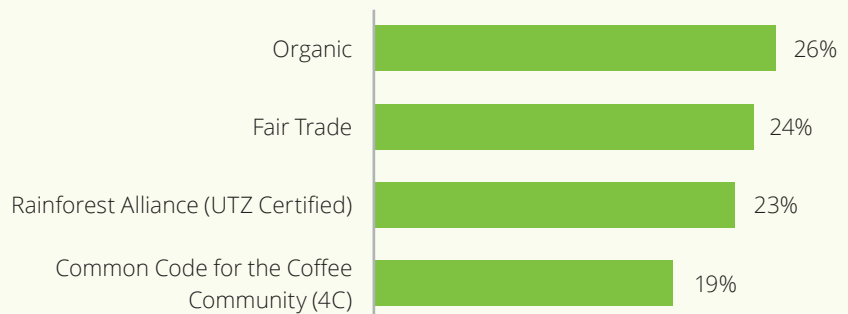 Organic 26%
Fair Trade 24%
Rainforest Alliance (UTZ Certified) 23%
Common Code for the Coffee
Community (4C) 19%